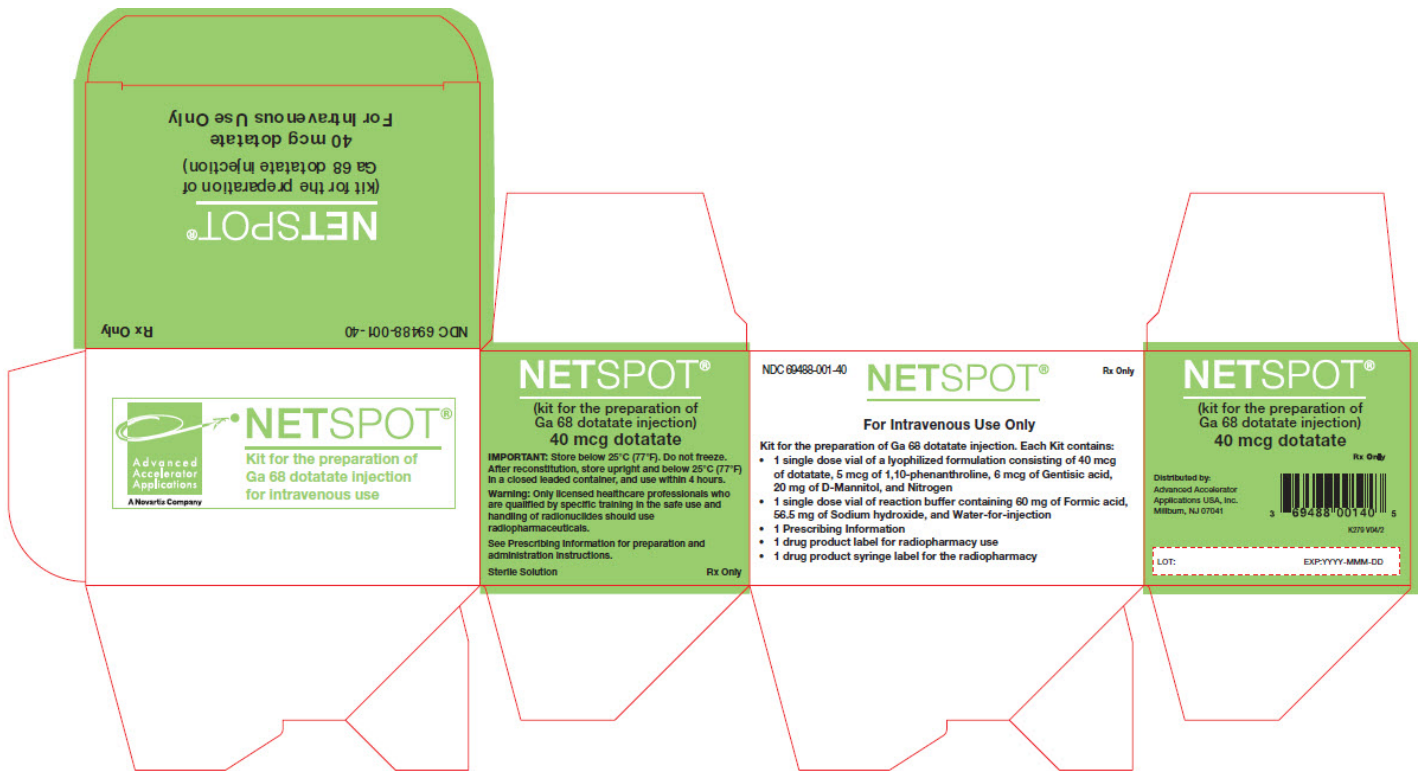 NETSPOT®
(kit for the preparation of
Ga 68 dotatate injection)
40 mcg dotatate
For Intravenous Use Only
NDC 69488-001-40 Rx Only
Advanced
Accelerator
Applications
A Novartis Company
NETSPOT®
Kit for the preparation of
Ga 68 dotatate injection
for intravenous use
NETSPOT®
(kit for the preparation of
Ga 68 dotatate injection)
40 mcg dotatate
IMPORTANT: Store below 25°C (77°F). Do not freeze.
After reconstitution, store upright and below 25°C (77°F)
in a closed leaded container, and use within 4 hours.
Warning: Only licensed healthcare professionals who
are qualified by specific training in the safe use and
handling of radionuclides should use
radiopharmaceuticals.
See Prescribing Information for preparation and
administration instructions.
Sterile Solution Rx Only
NDC 69488-001-40 NETSPOT® Rx Only
For Intravenous Use Only
Kit for the preparation of Ga 68 dotatate injection. Each Kit contains:
• 1 single dose vial of a lyophilized formulation consisting of 40 mcg
of dotatate, 5 mcg of 1,10-phenanthroline, 6 mcg of Gentisic acid,
20 mg of D-Mannitol, and Nitrogen
• 1 single dose vial of reaction buffer containing 60 mg of Formic acid,
56.5 mg of Sodium hydroxide, and Water-for-injection
• 1 Prescribing Information
• 1 drug product label for radiopharmacy use
• 1 drug product syringe label for the radiopharmacy
NETSPOT®
(kit for the preparation of
Ga 68 dotatate injection)
40 mcg dotatate
Rx Only
Distributed by:
Advanced Accelerator
Applications USA, Inc.
Millburn, NJ 07041
3 69488 00140 5
K279 V04/2
LOT: EXP:YYYY-MMM-DD